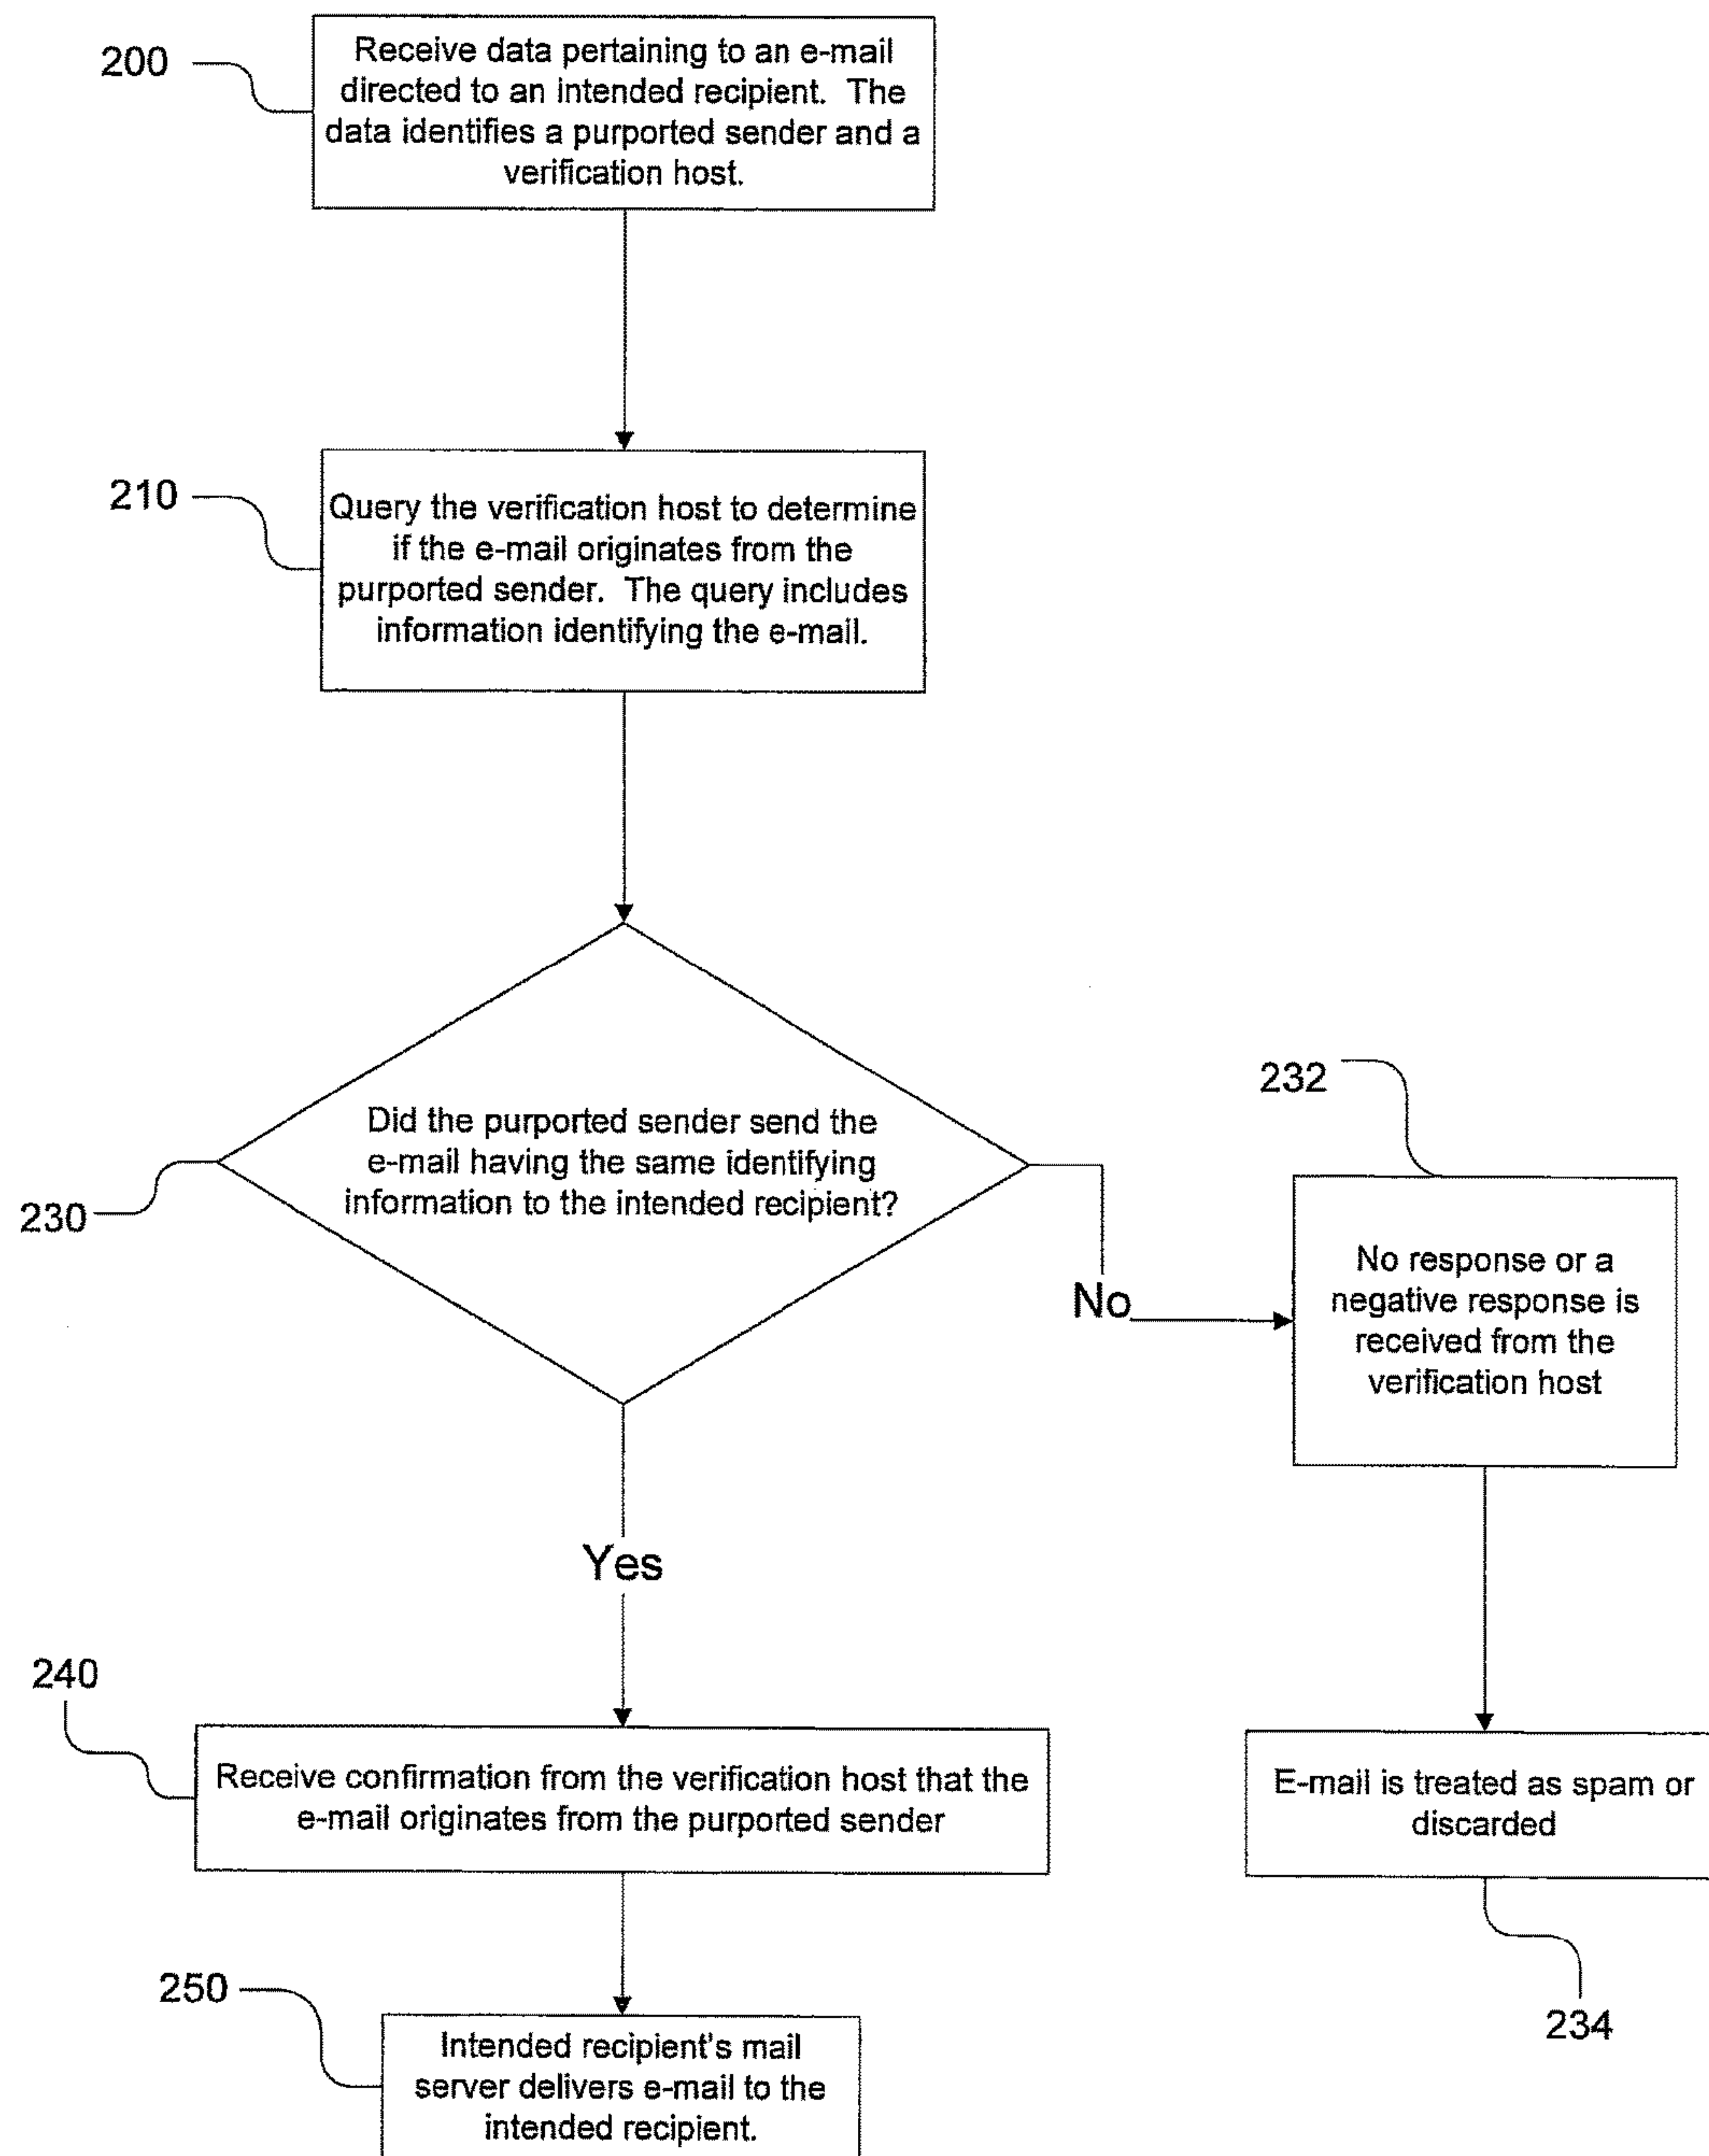 200
Receive data pertaining to an e-mail
directed to an intended recipient. The
data identifies a purported sender and a
verification host.
210
Query the verification host to determine
if the e-mail originates from the
purported sender. The query includes
information identifying the e-mail.
230
Did the purported sender send the
e-mail having the same identifying
information to the intended recipient?
No
232
No response or a
negative response is
received from the
verification host
Yes
240
Receive confirmation from the verification host that the
e-mail originates from the purported sender
E-mail is treated as spam or
discarded
234
250
Intended recipient's mail
server delivers e-mail to the
intended recipient.